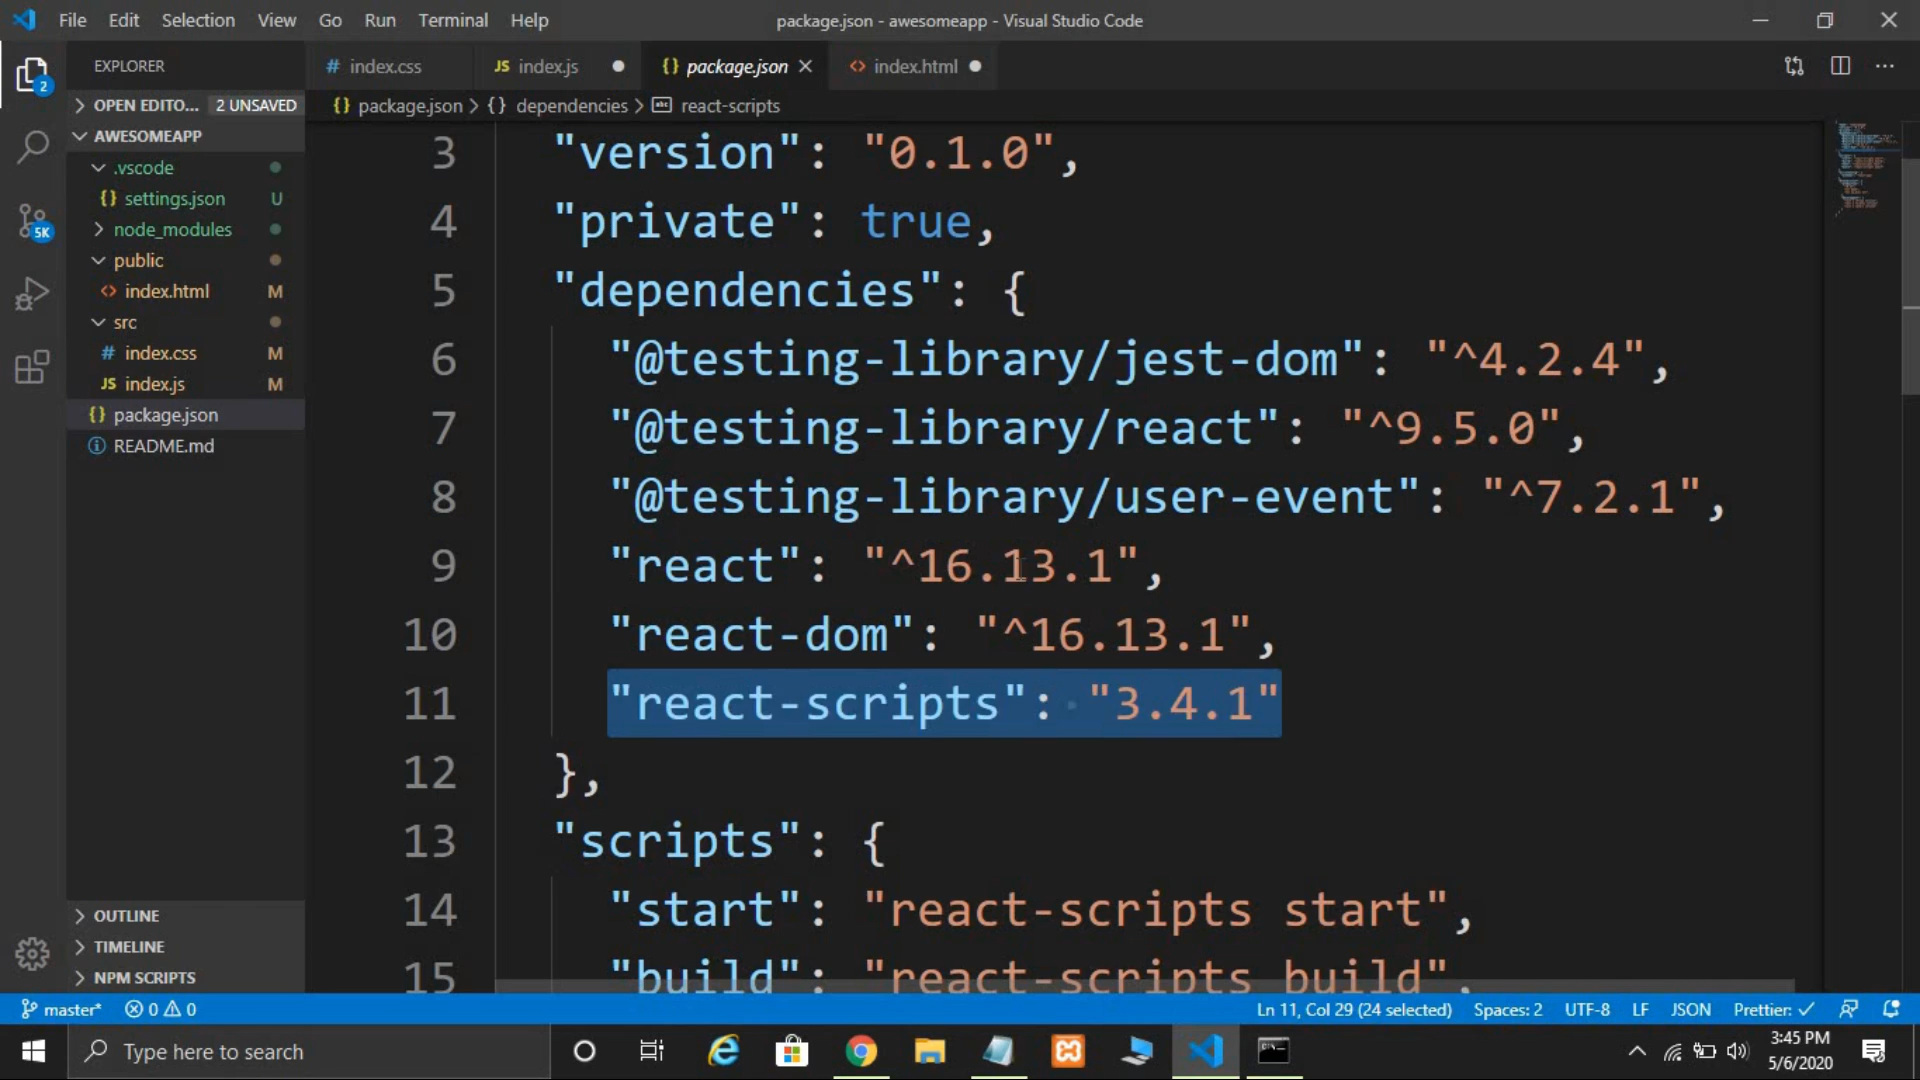 File Edit Selection View Go Run Terminal Help
package.json - awesomeapp - Visual Studio Code
EXPLORER
# index.css
JS index.js
{} package.json
<> index.html
2
OPEN EDITO... 2 UNSAVED
{} package.json > {} dependencies > abc react-scripts
AWESOMEAPP
.vscode
{} settings.json U
node_modules
5K
public
<> index.html M
src
# index.css M
JS index.js M
{} package.json
README.md
OUTLINE
TIMELINE
NPM SCRIPTS
3 "version": "0.1.0",
4 "private": true,
5 "dependencies": {
6 "@testing-library/jest-dom": "^4.2.4",
7 "@testing-library/react": "^9.5.0",
8 "@testing-library/user-event": "^7.2.1",
9 "react": "^16.13.1",
10 "react-dom": "^16.13.1",
11 "react-scripts": "3.4.1"
12 },
13 "scripts": {
14 "start": "react-scripts start",
15 "build": "react-scripts build",
master* 0 0
Ln 11, Col 29 (24 selected) Spaces: 2 UTF-8 LF JSON Prettier: ✓
Type here to search
3:45 PM
5/6/2020